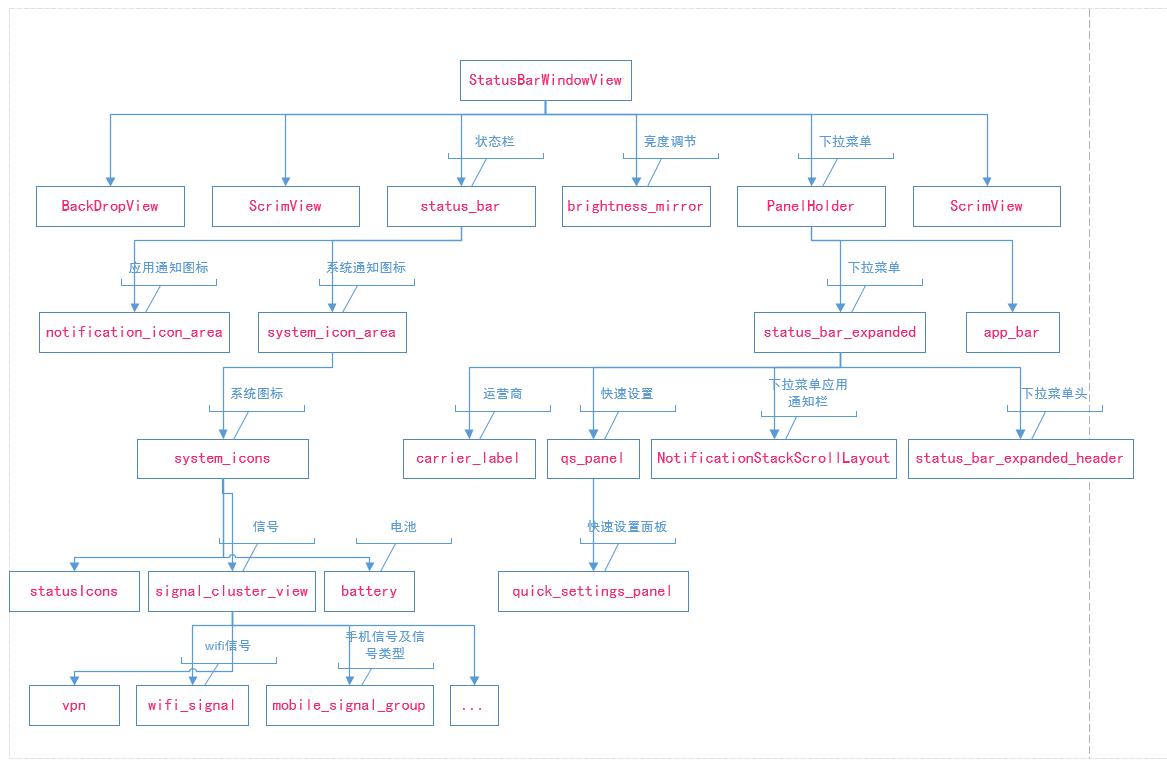 StatusBarWindowView
状态栏
亮度调节
下拉菜单
BackDropView
ScrimView
status_bar
brightness_mirror
PanelHolder
ScrimView
应用通知图标
系统通知图标
下拉菜单
notification_icon_area
system_icon_area
status_bar_expanded
app_bar
系统图标
运营商
快速设置
下拉菜单应用
通知栏
下拉菜单头
system_icons
carrier_label
qs_panel
NotificationStackScrollLayout
status_bar_expanded_header
信号
电池
快速设置面板
statusIcons
signal_cluster_view
battery
quick_settings_panel
wifi信号
手机信号及信
号类型
vpn
wifi_signal
mobile_signal_group
...